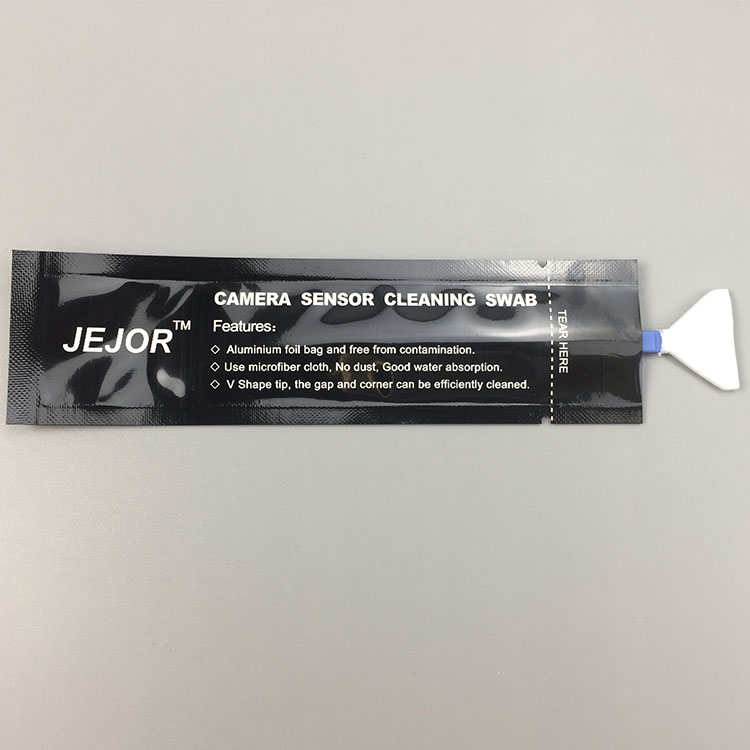 JEJOR™
CAMERA SENSOR CLEANING SWAB
Features:
◇ Aluminium foil bag and free from contamination.
◇ Use microfiber cloth, No dust, Good water absorption.
◇ V Shape tip, the gap and corner can be efficiently cleaned.
TEAR HERE